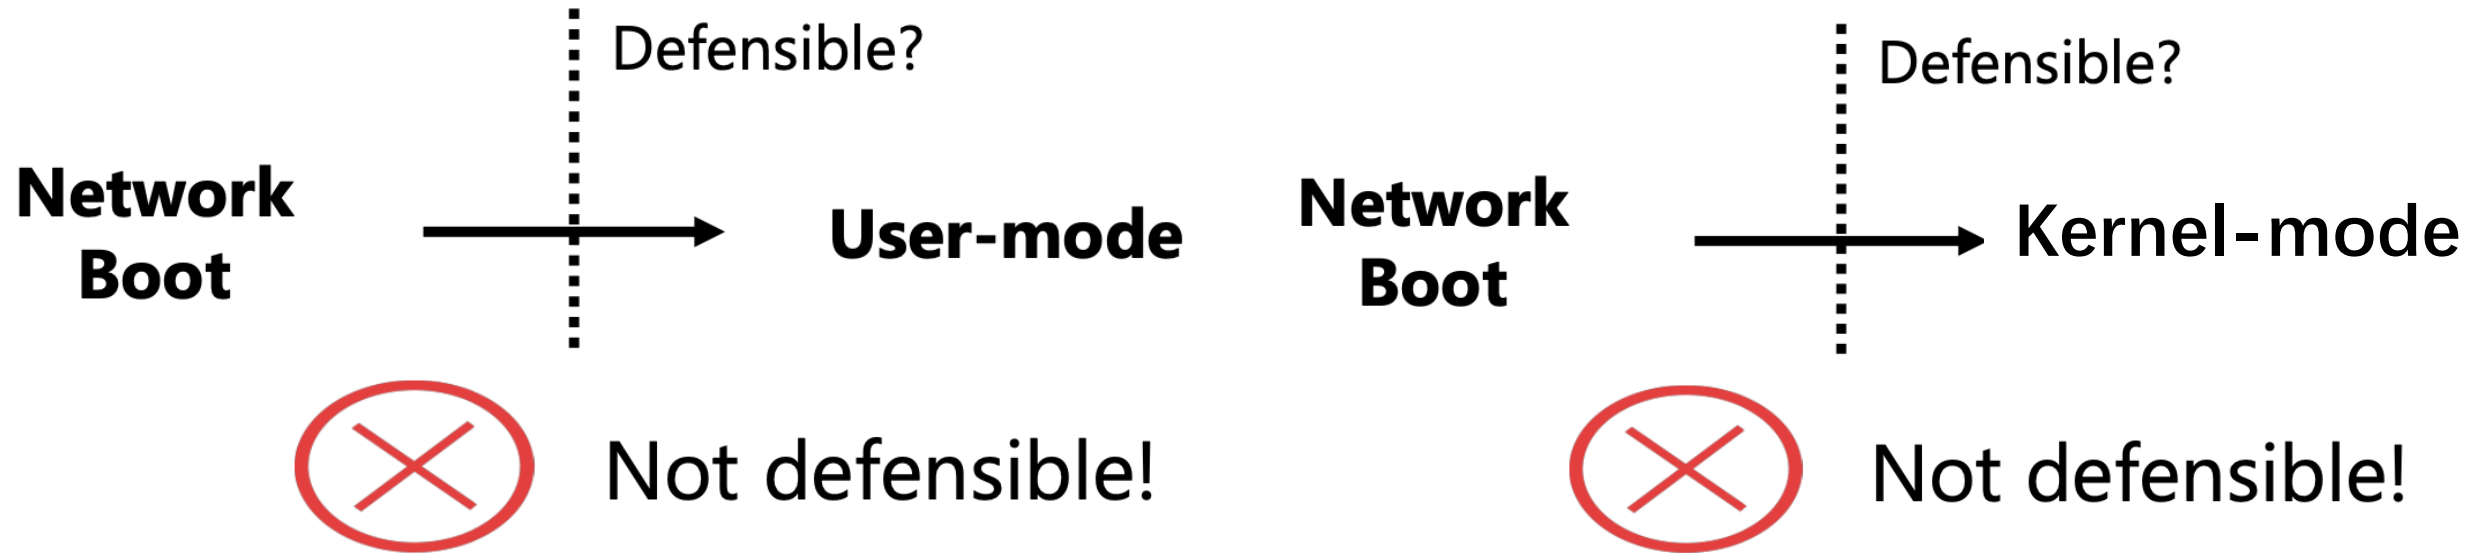 Defensible?
Network
Boot
User-mode
Not defensible!
Defensible?
Network
Boot
Kernel-mode
Not defensible!